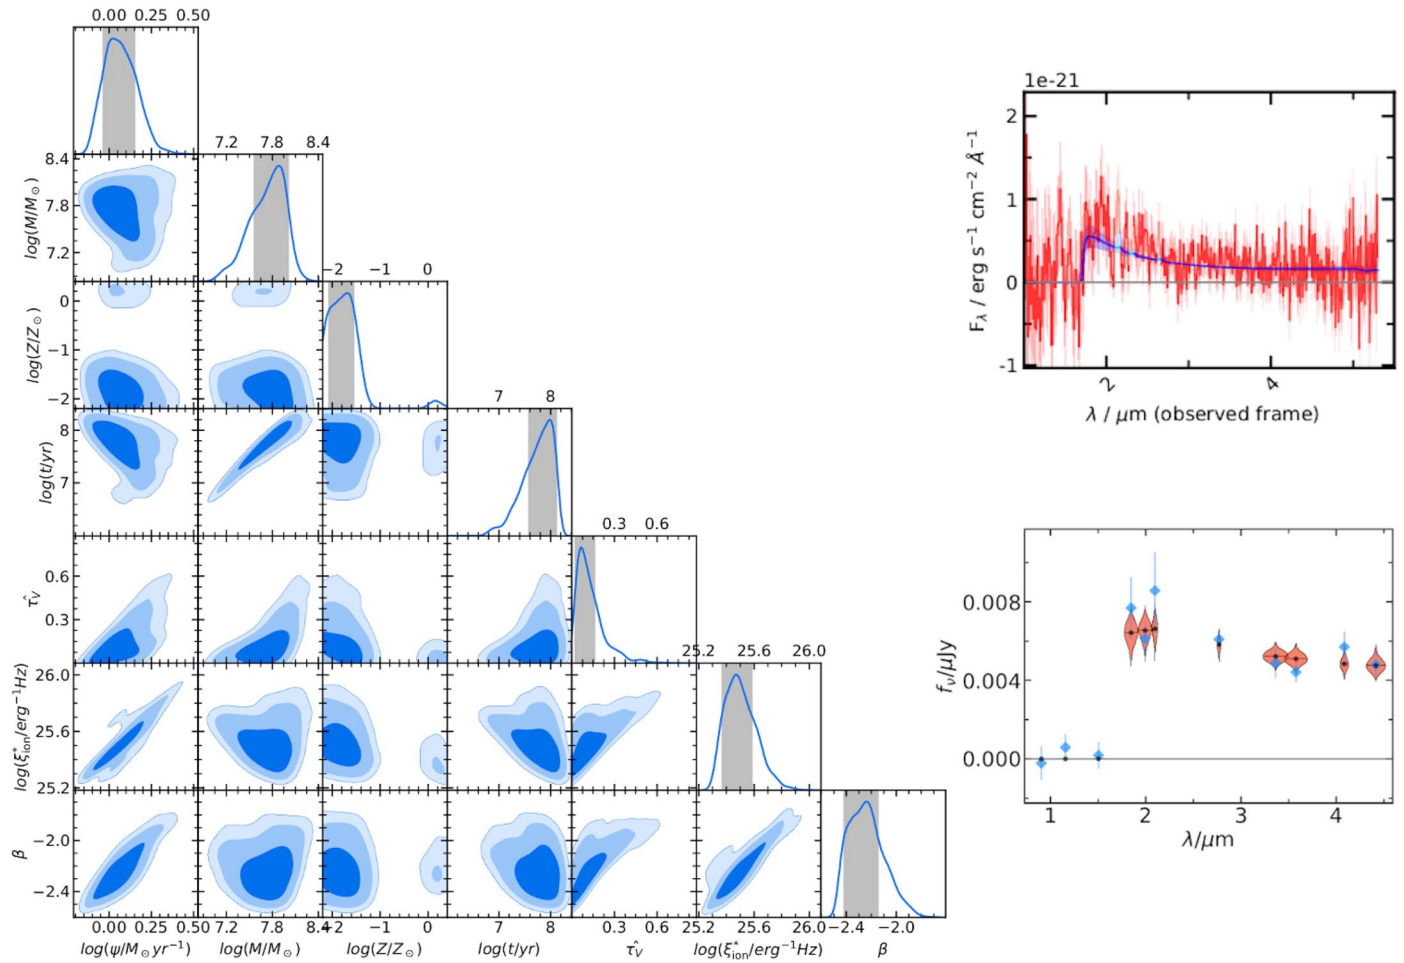 0.00 0.25 0.50
7.2 7.8 8.4
8.4
7.8
7.2
log(M/M⊙)
−2 −1 0
0
−1
−2
log(Z/Z⊙)
7 8
8
7
log(t/yr)
0.3 0.6
0.6
0.3
τ̂V
25.2 25.6 26.0
26.0
25.6
25.2
log(ξ*ion/erg⁻¹Hz)
−2.0
−2.4
β
0.00 0.25 0.50
7.2 7.8 8.4
−2 −1 0
7 8
0.3 0.6
25.2 25.6 26.0
−2.4 −2.0
log(ψ/M⊙yr⁻¹)
log(M/M⊙)
log(Z/Z⊙)
log(t/yr)
τ̂V
log(ξ*ion/erg⁻¹Hz)
β
1e-21
2
1
0
-1
Fλ / erg s⁻¹ cm⁻² Å⁻¹
2 4
λ / μm (observed frame)
0.008
0.004
0.000
fν/μJy
1 2 3 4
λ/μm